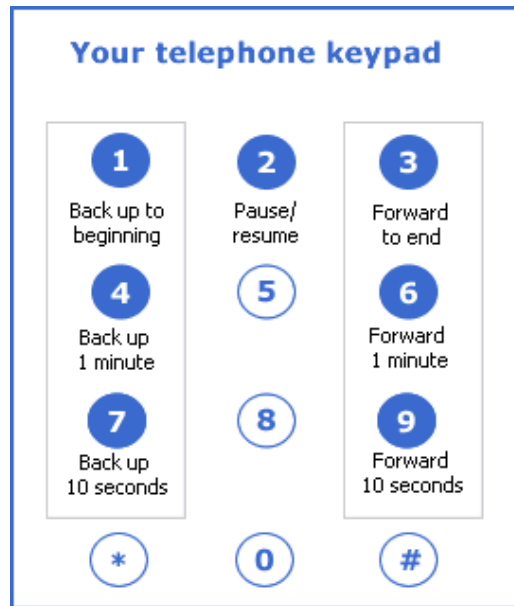 Your telephone keypad
1 2 3
Back up to beginning
Pause/ resume
Forward to end
4 5 6
Back up 1 minute
Forward 1 minute
7 8 9
Back up 10 seconds
Forward 10 seconds
* 0 #